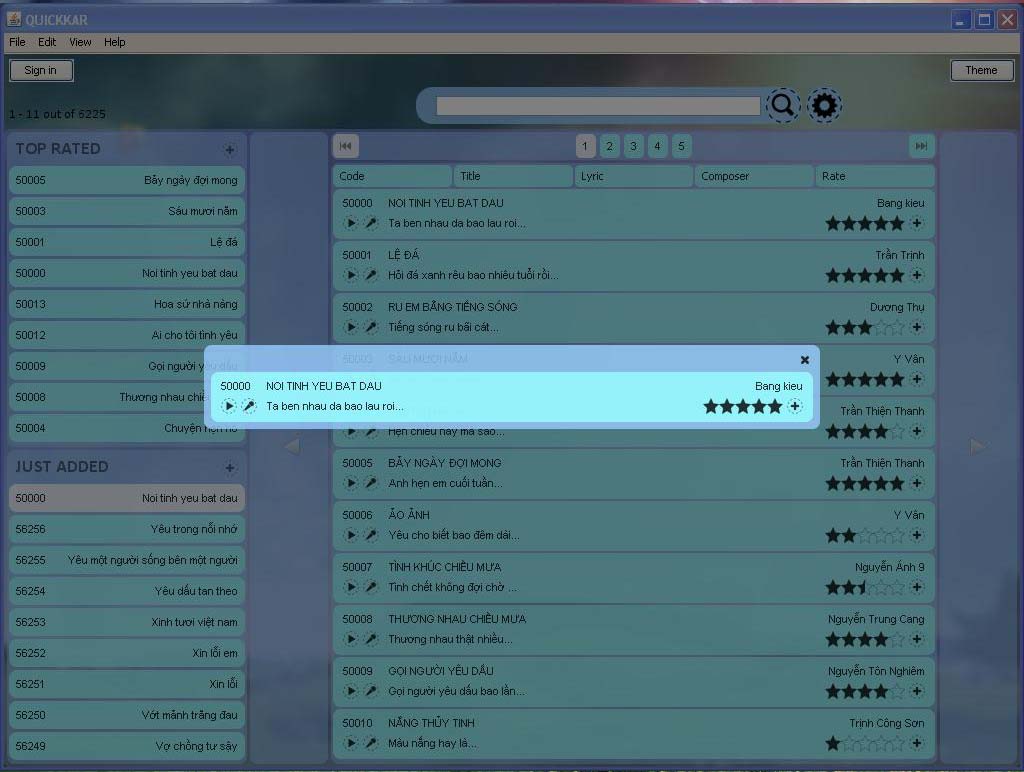 QUICKKAR
File Edit View Help
Sign in
Theme
1 - 11 out of 6225
TOP RATED +
50005 Bảy ngày đợi mong
50003 Sáu mươi năm
50001 Lệ đá
50000 Noi tinh yeu bat dau
50013 Hoa sứ nhà nàng
50012 Ai cho tôi tình yêu
50009 Gọi người yêu dấu
50008 Thương nhau chiề
50004 Chuyện hẹn hò
JUST ADDED +
50000 Noi tinh yeu bat dau
56256 Yêu trong nỗi nhớ
56255 Yêu một người sống bên một người
56254 Yêu dấu tan theo
56253 Xinh tươi việt nam
56252 Xin lỗi em
56251 Xin lỗi
56250 Vớt mảnh trăng đau
56249 Vợ chồng tư sậy
1 2 3 4 5
Code Title Lyric Composer Rate
50000 NOI TINH YEU BAT DAU Bang kieu
Ta ben nhau da bao lau roi...
50001 LỆ ĐÁ Trần Trịnh
Hỏi đá xanh rêu bao nhiêu tuổi rồi...
50002 RU EM BẰNG TIẾNG SÓNG Dương Thụ
Tiếng sóng ru bãi cát...
50003 SÁU MƯƠI NĂM Y Vân
50000 NOI TINH YEU BAT DAU Bang kieu
Ta ben nhau da bao lau roi...
Trần Thiện Thanh
Hẹn chiều nay mà sao...
50005 BẢY NGÀY ĐỢI MONG Trần Thiện Thanh
Anh hẹn em cuối tuần...
50006 ẢO ẢNH Y Vân
Yêu cho biết bao đêm dài...
50007 TÌNH KHÚC CHIỀU MƯA Nguyễn Ánh 9
Tình chết không đợi chờ ...
50008 THƯƠNG NHAU CHIỀU MƯA Nguyễn Trung Cang
Thương nhau thật nhiều...
50009 GỌI NGƯỜI YÊU DẤU Nguyễn Tôn Nghiêm
Gọi người yêu dấu bao lần...
50010 NẮNG THỦY TINH Trịnh Công Sơn
Màu nắng hay là...